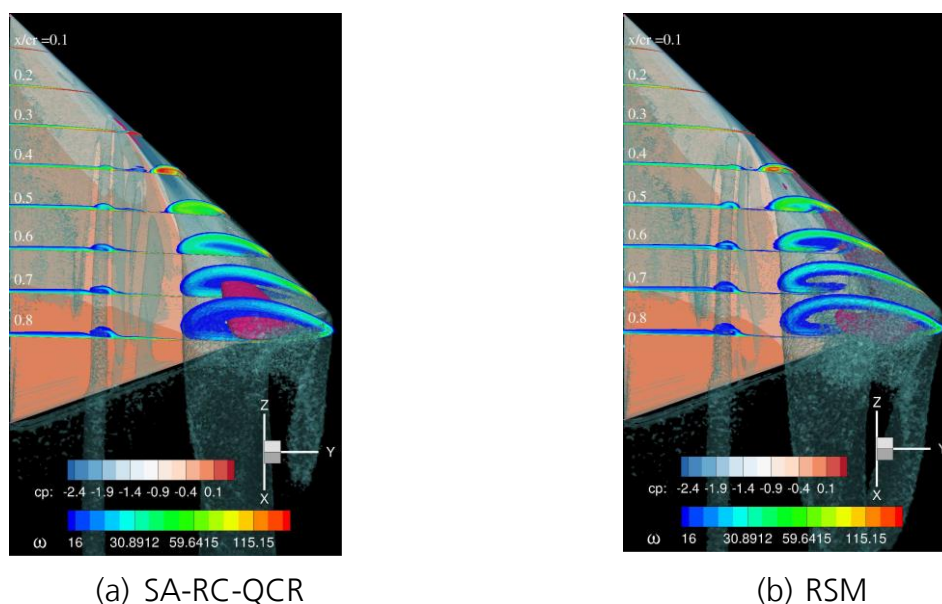 x/cr =0.1
0.2
0.3
0.4
0.5
0.6
0.7
0.8
Z
Y
X
cp: -2.4 -1.9 -1.4 -0.9 -0.4 0.1
ω 16 30.8912 59.6415 115.15
(a) SA-RC-QCR
x/cr =0.1
0.2
0.3
0.4
0.5
0.6
0.7
0.8
Z
Y
X
cp: -2.4 -1.9 -1.4 -0.9 -0.4 0.1
ω 16 30.8912 59.6415 115.15
(b) RSM